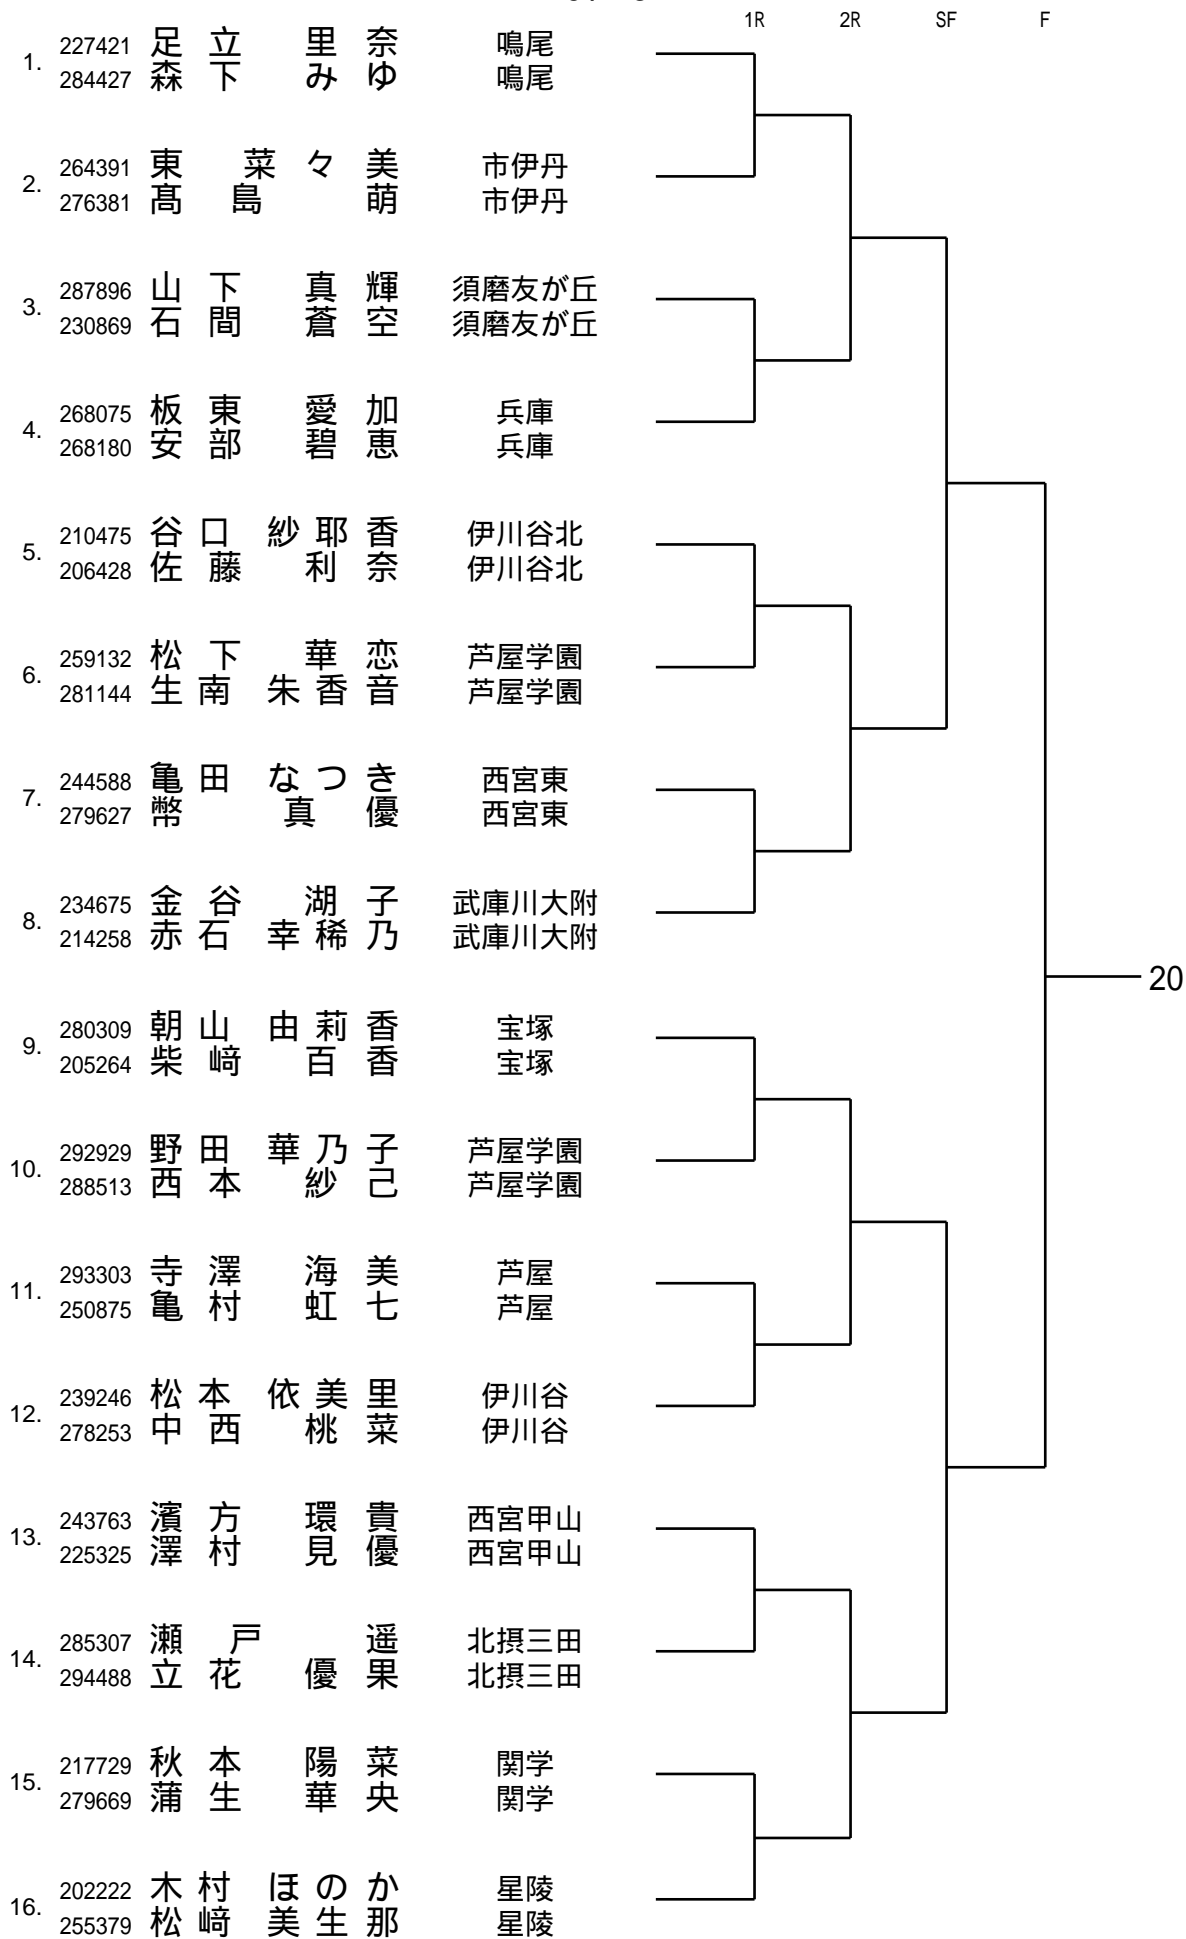 1R 2R SF F
1. 227421 足立 里奈 鳴尾
284427 森下 みゆ 鳴尾
2. 264391 東 菜々美 市伊丹
276381 髙島 萌 市伊丹
3. 287896 山下 真輝 須磨友が丘
230869 石間 蒼空 須磨友が丘
4. 268075 板東 愛加 兵庫
268180 安部 碧恵 兵庫
5. 210475 谷口 紗耶香 伊川谷北
206428 佐藤 利奈 伊川谷北
6. 259132 松下 華恋 芦屋学園
281144 生南 朱香音 芦屋学園
7. 244588 亀田 なつき 西宮東
279627 幣 真優 西宮東
8. 234675 金谷 湖子 武庫川大附
214258 赤石 幸稀乃 武庫川大附
20
9. 280309 朝山 由莉香 宝塚
205264 柴﨑 百香 宝塚
10. 292929 野田 華乃子 芦屋学園
288513 西本 紗己 芦屋学園
11. 293303 寺澤 海美 芦屋
250875 亀村 虹七 芦屋
12. 239246 松本 依美里 伊川谷
278253 中西 桃菜 伊川谷
13. 243763 濱方 環貴 西宮甲山
225325 澤村 見優 西宮甲山
14. 285307 瀬戸 遥 北摂三田
294488 立花 優果 北摂三田
15. 217729 秋本 陽菜 関学
279669 蒲生 華央 関学
16. 202222 木村 ほのか 星陵
255379 松﨑 美生那 星陵